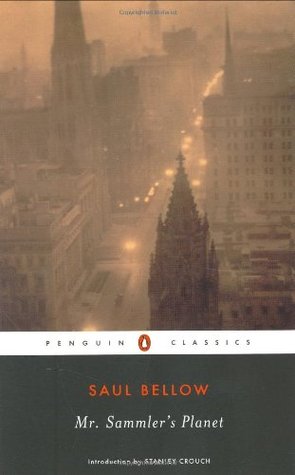 PENGUIN CLASSICS
SAUL BELLOW
Mr. Sammler's Planet
introduction by STANLEY CROUCH